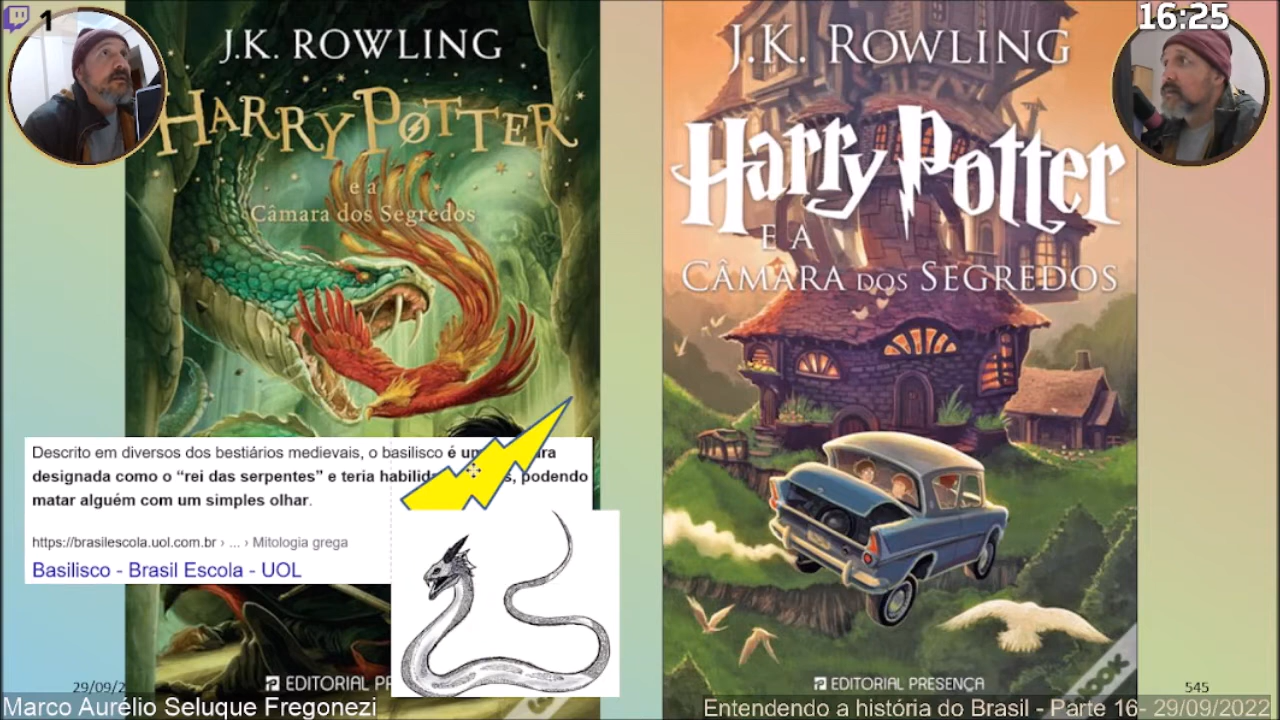 1
J.K. ROWLING
HARRY POTTER
e a
Câmara dos Segredos
Descrito em diversos dos bestiários medievais, o basilisco é
designada como o “rei das serpentes” e teria podendo
matar alguém com um simples olhar.
https://brasilescola.uol.com.br › ... › Mitologia grega
Basilisco - Brasil Escola - UOL
EDITORIAL
29/09/2
Marco Aurélio Seluque Fregonezi
16:25
J.K. ROWLING
Harry Potter
E A
CÂMARA DOS SEGREDOS
EDITORIAL PRESENÇA
545
Entendendo a história do Brasil - Parte 16- 29/09/2022